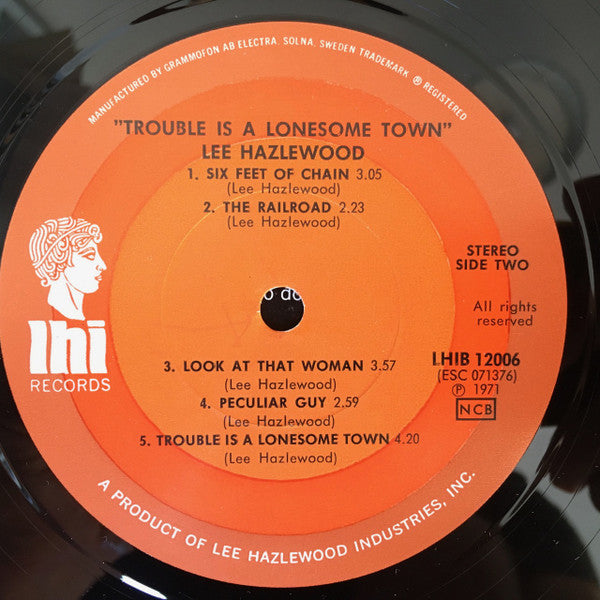 MANUFACTURED BY GRAMMOFON AB ELECTRA. SOLNA. SWEDEN TRADEMARK ® REGISTERED
"TROUBLE IS A LONESOME TOWN"
LEE HAZLEWOOD
1. SIX FEET OF CHAIN 3.05
(Lee Hazlewood)
2. THE RAILROAD 2.23
(Lee Hazlewood)
STEREO
SIDE TWO
All rights
reserved
lhi
RECORDS
3. LOOK AT THAT WOMAN 3.57
(Lee Hazlewood)
4. PECULIAR GUY 2.59
(Lee Hazlewood)
5. TROUBLE IS A LONESOME TOWN 4.20
(Lee Hazlewood)
LHIB 12006
(ESC 071376)
Ⓟ 1971
NCB
A PRODUCT OF LEE HAZLEWOOD INDUSTRIES, INC.